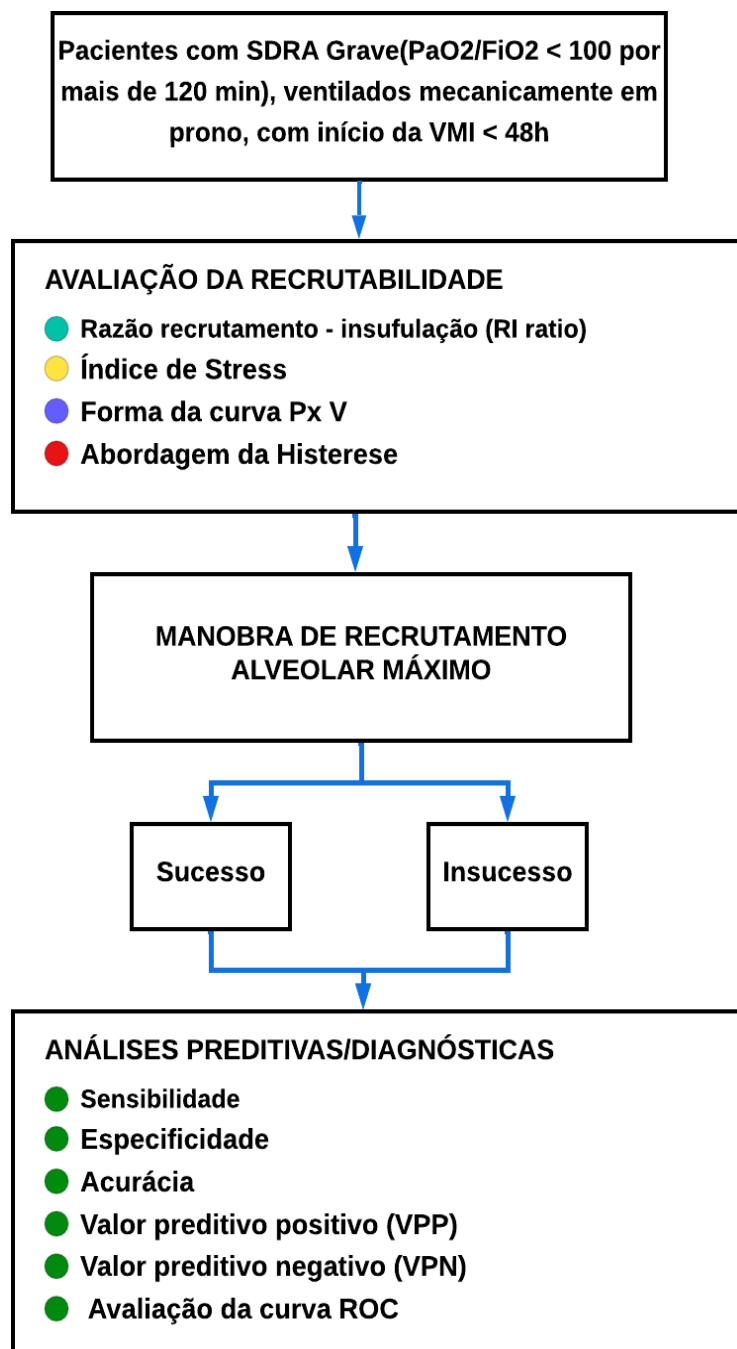 Pacientes com SDRA Grave(PaO2/FiO2 < 100 por
mais de 120 min), ventilados mecanicamente em
prono, com início da VMI < 48h
AVALIAÇÃO DA RECRUTABILIDADE
Razão recrutamento - insufulação (RI ratio)
Índice de Stress
Forma da curva Px V
Abordagem da Histerese
MANOBRA DE RECRUTAMENTO
ALVEOLAR MÁXIMO
Sucesso
Insucesso
ANÁLISES PREDITIVAS/DIAGNÓSTICAS
Sensibilidade
Especificidade
Acurácia
Valor preditivo positivo (VPP)
Valor preditivo negativo (VPN)
Avaliação da curva ROC